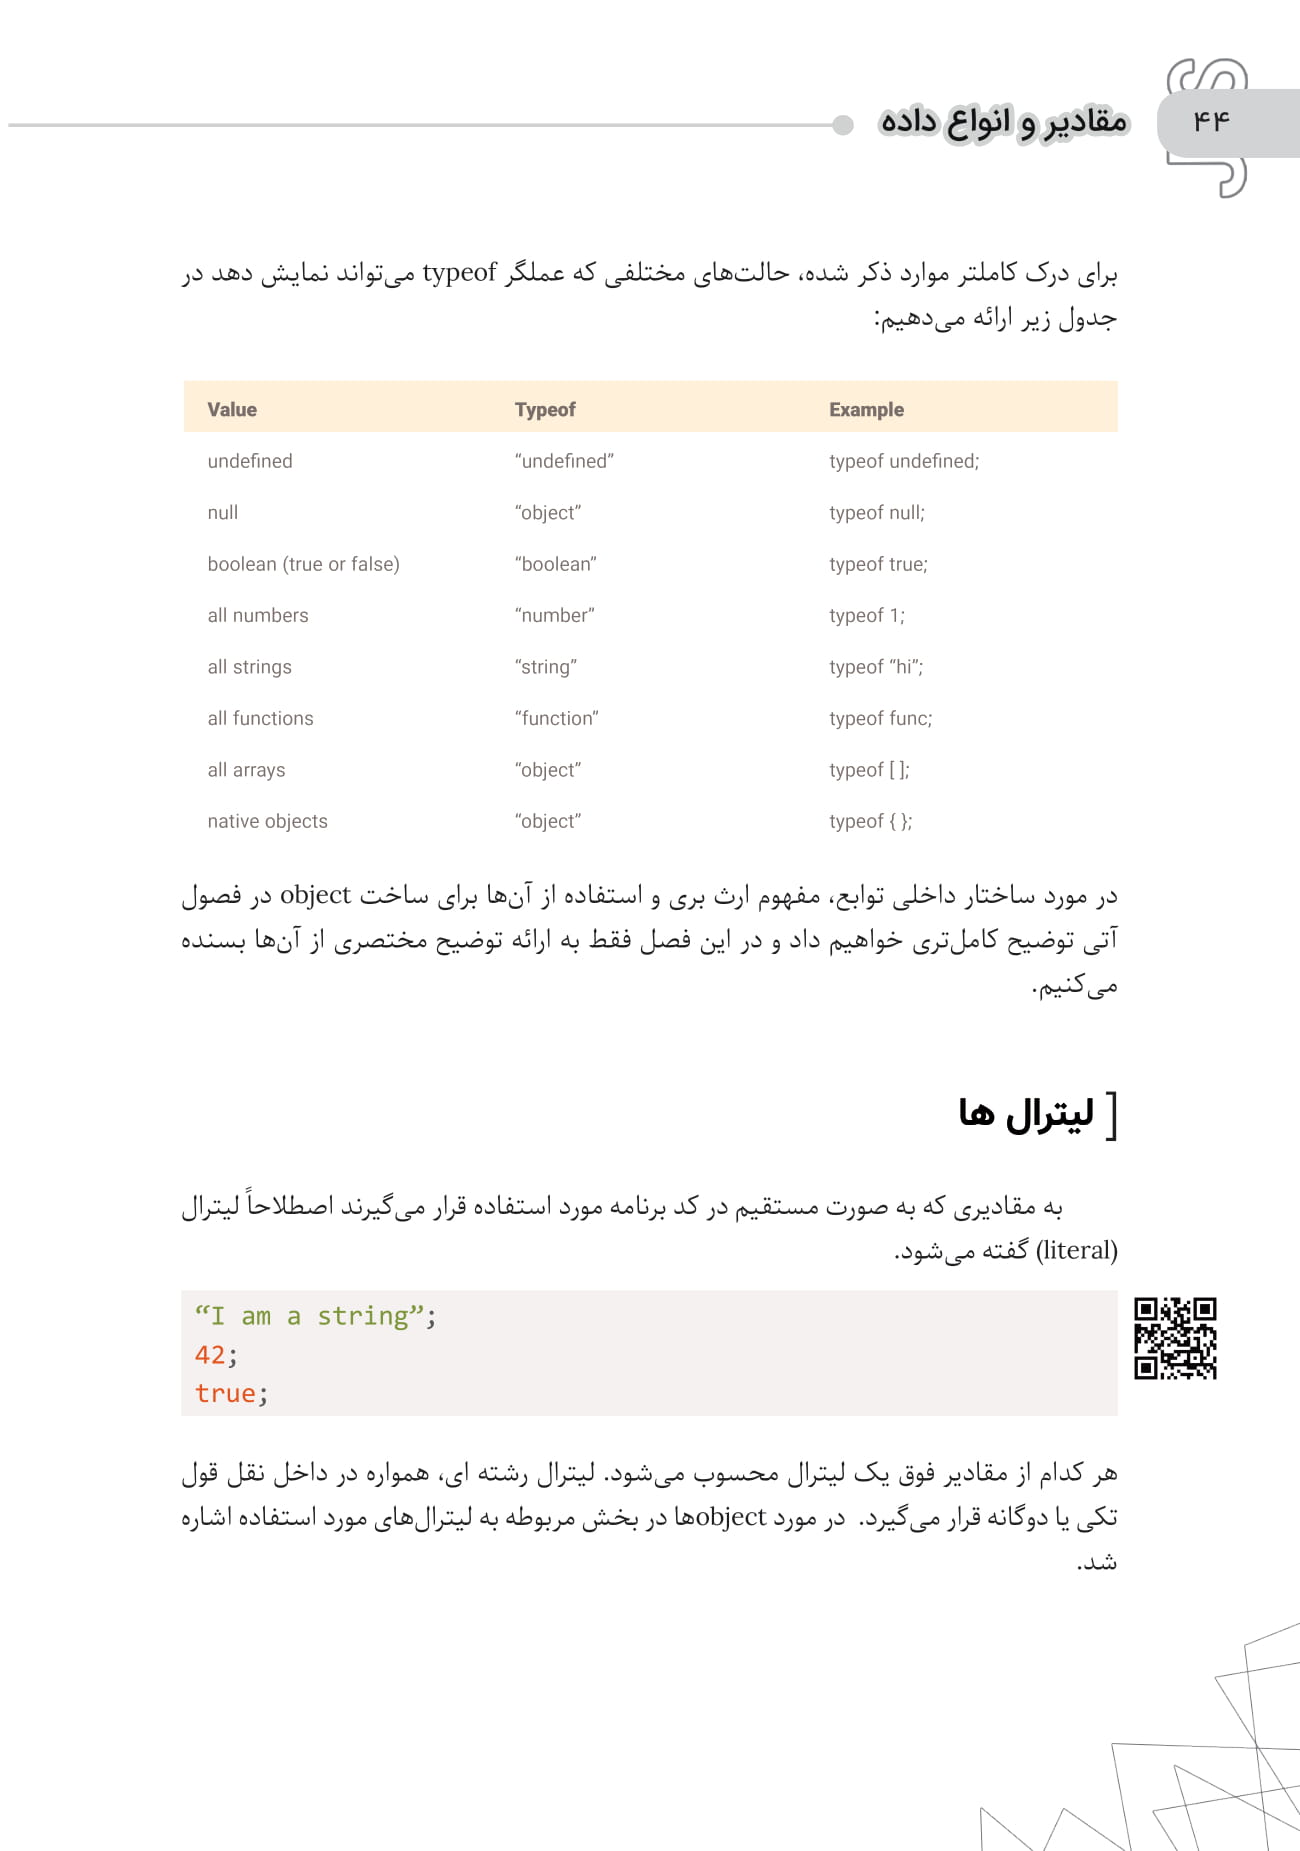 ۴۴
مقادیر و انواع داده
برای درک کاملتر موارد ذکر شده، حالت‌های مختلفی که عملگر typeof می‌تواند نمایش دهد در
جدول زیر ارائه می‌دهیم:
Value Typeof Example
undefined “undefined” typeof undefined;
null “object” typeof null;
boolean (true or false) “boolean” typeof true;
all numbers “number” typeof 1;
all strings “string” typeof “hi”;
all functions “function” typeof func;
all arrays “object” typeof [ ];
native objects “object” typeof { };
در مورد ساختار داخلی توابع، مفهوم ارث بری و استفاده از آن‌ها برای ساخت object در فصول
آتی توضیح کامل‌تری خواهیم داد و در این فصل فقط به ارائه توضیح مختصری از آن‌ها بسنده
می‌کنیم.
[ لیترال ها
به مقادیری که به صورت مستقیم در کد برنامه مورد استفاده قرار می‌گیرند اصطلاحاً لیترال
(literal) گفته می‌شود.
“I am a string”;
42;
true;
هر کدام از مقادیر فوق یک لیترال محسوب می‌شود. لیترال رشته ای، همواره در داخل نقل قول
تکی یا دوگانه قرار می‌گیرد. در مورد objectها در بخش مربوطه به لیترال‌های مورد استفاده اشاره
شد.